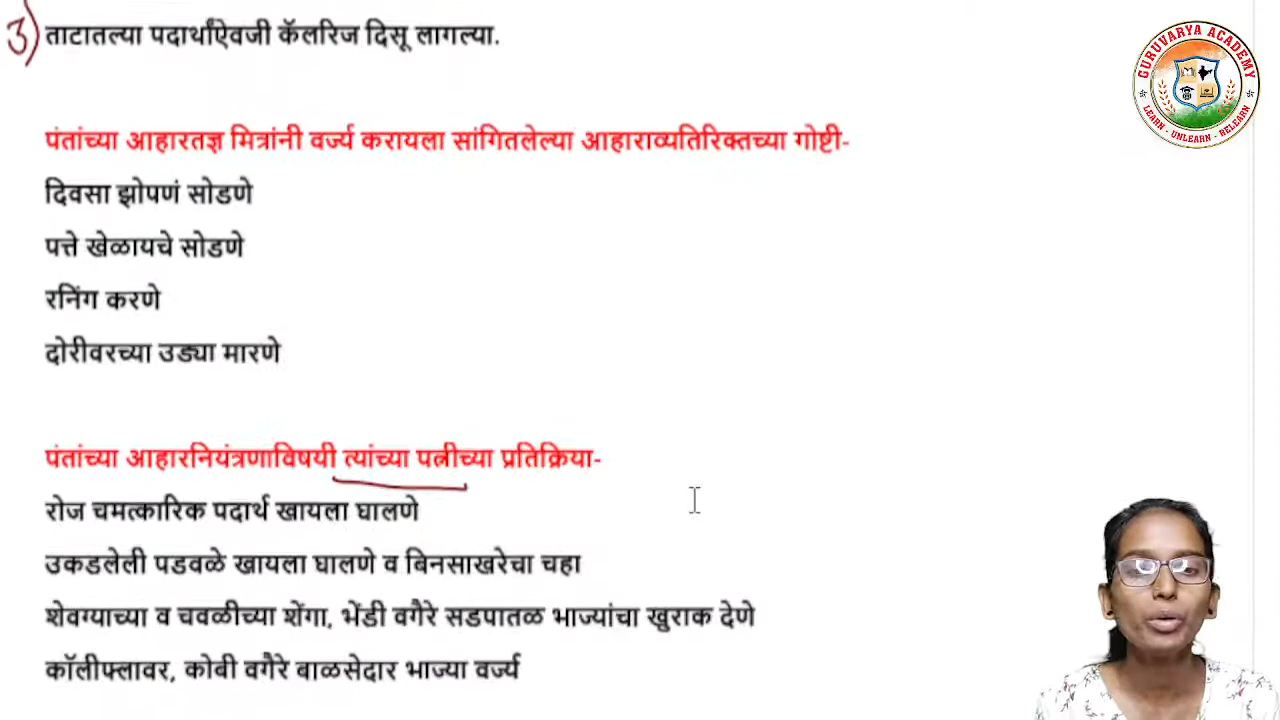 3) ताटातल्या पदार्थांऐवजी कॅलरिज दिसू लागल्या.
पंतांच्या आहारतज्ञ मित्रांनी वर्ज्य करायला सांगितलेल्या आहाराव्यतिरिक्तच्या गोष्टी-
दिवसा झोपणं सोडणे
पत्ते खेळायचे सोडणे
रनिंग करणे
दोरीवरच्या उड्या मारणे
पंतांच्या आहारनियंत्रणाविषयी त्यांच्या पत्नीच्या प्रतिक्रिया-
रोज चमत्कारिक पदार्थ खायला घालणे
उकडलेली पडवळे खायला घालणे व बिनसाखरेचा चहा
शेवग्याच्या व चवळीच्या शेंगा, भेंडी वगैरे सडपातळ भाज्यांचा खुराक देणे
कॉलीफ्लावर, कोबी वगैरे बाळसेदार भाज्या वर्ज्य
GURUVARYA ACADEMY
LEARN - UNLEARN - RELEARN